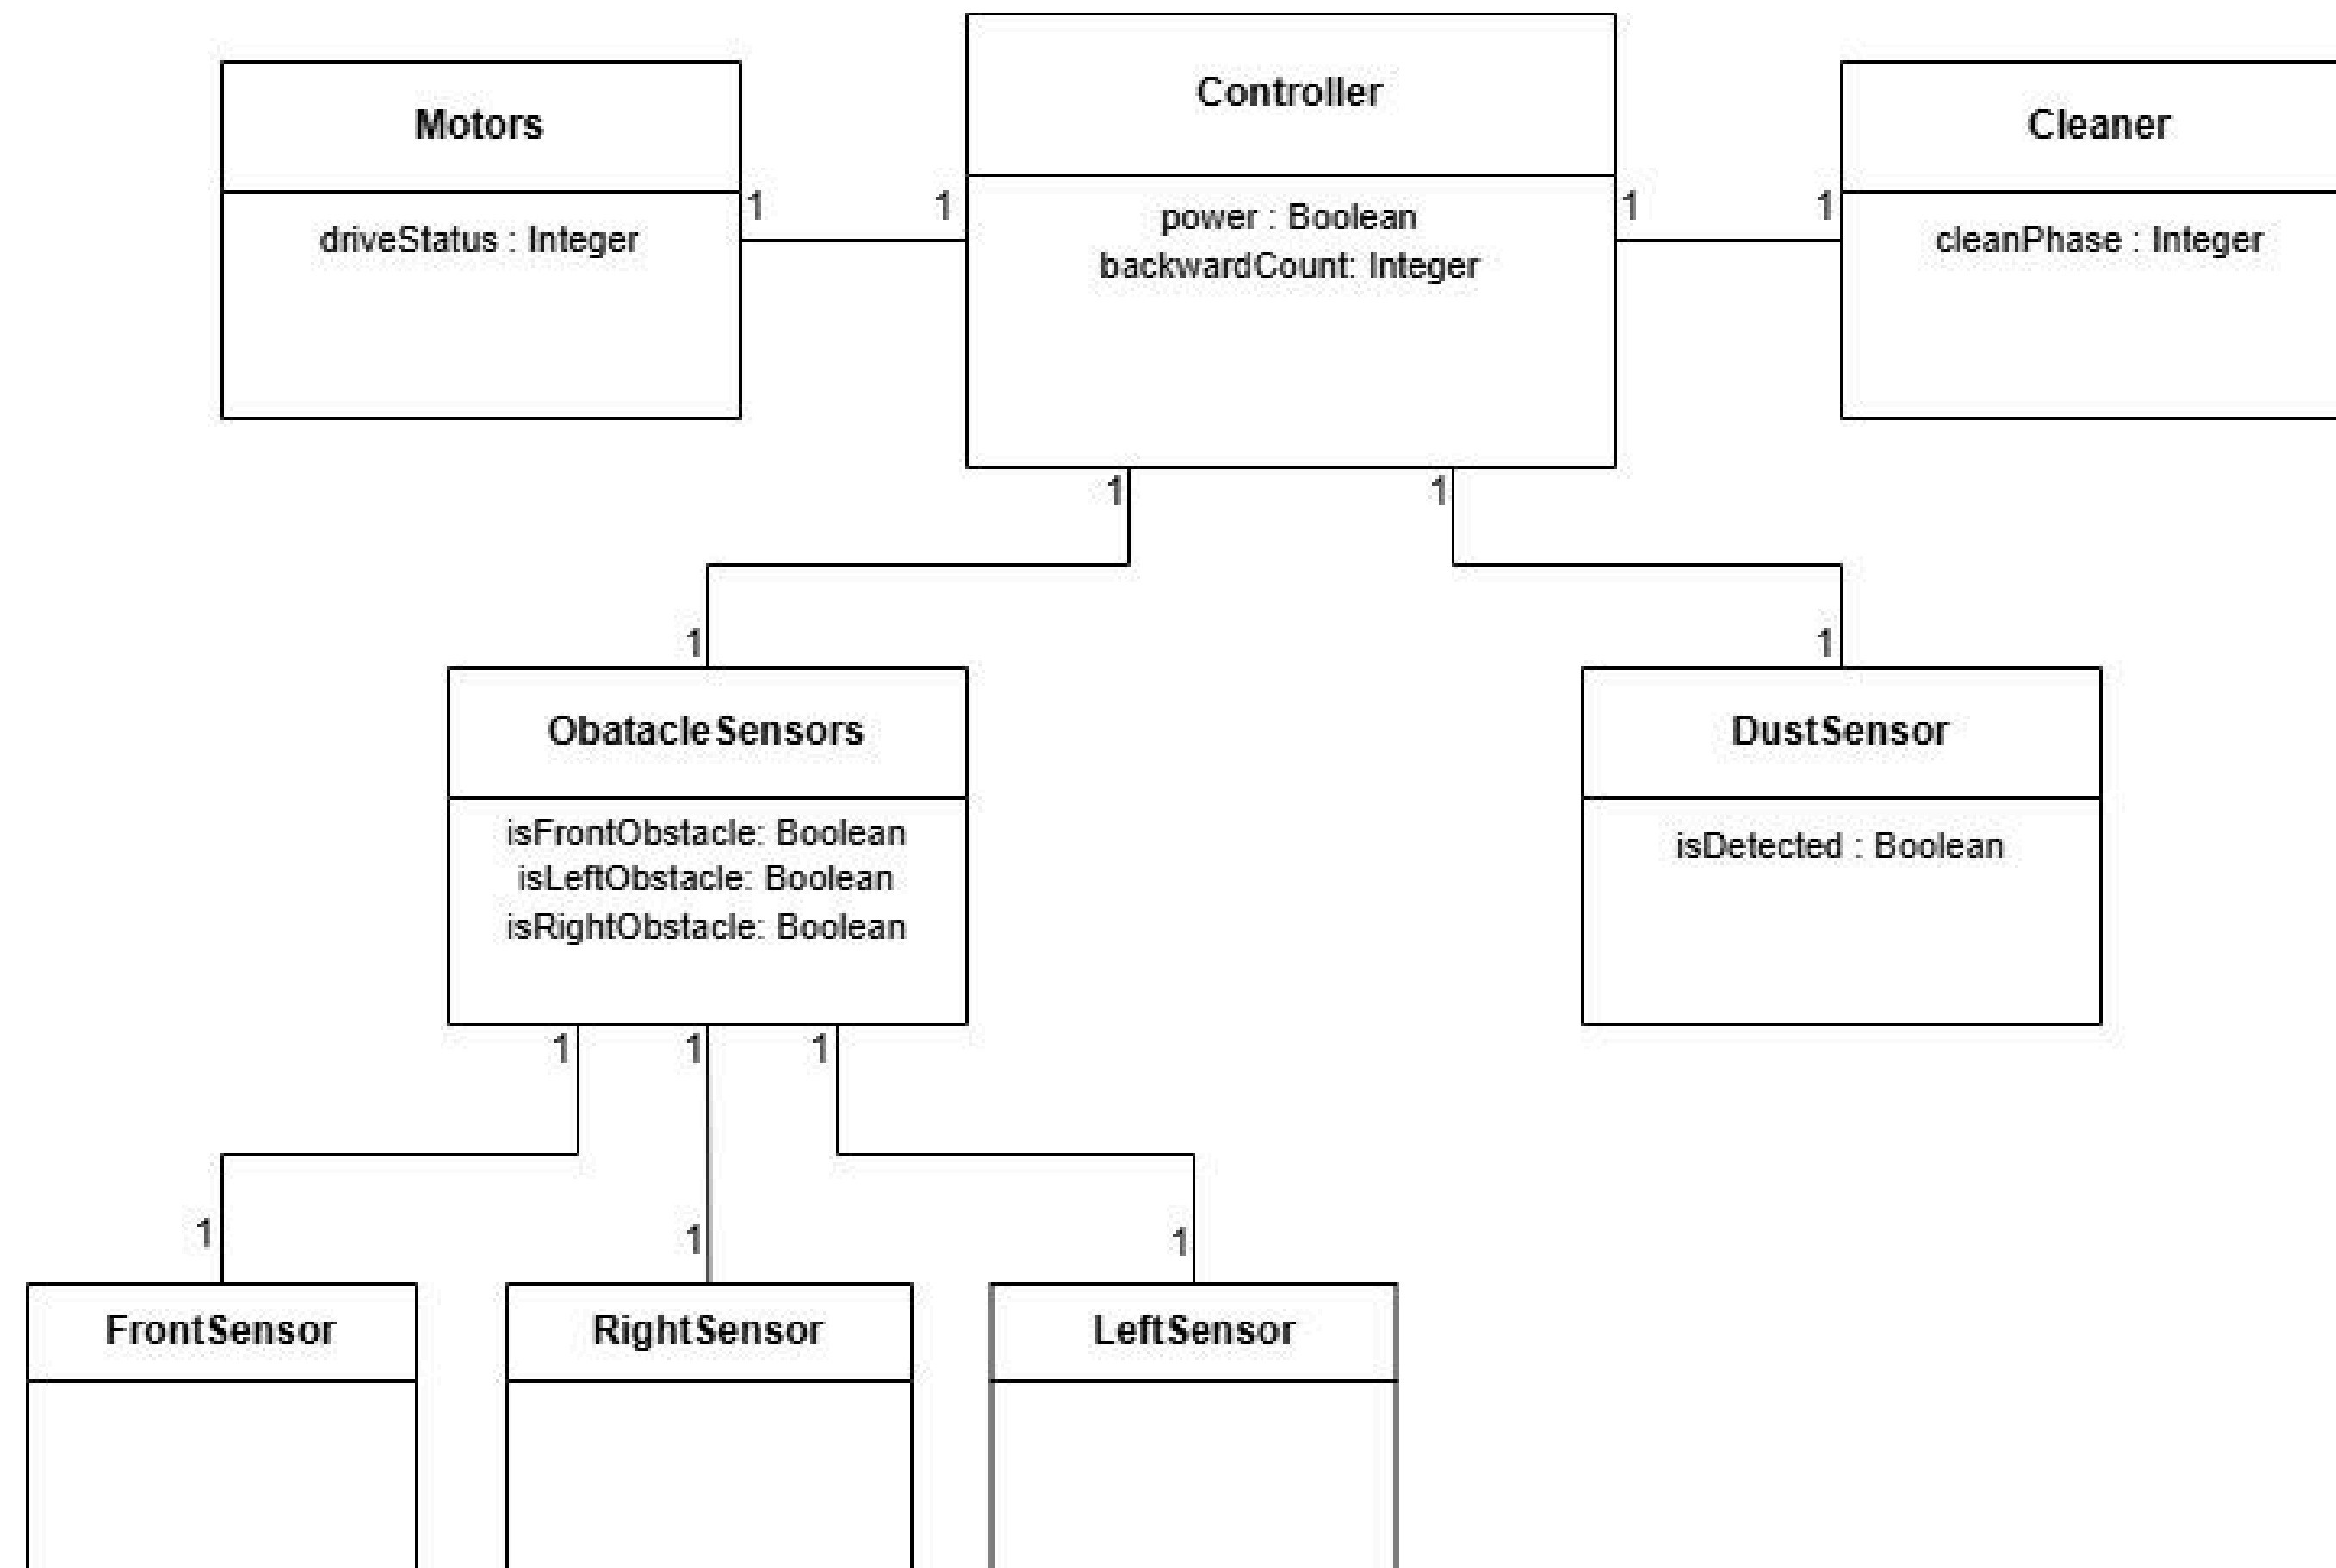 Motors
driveStatus : Integer
1
1
Controller
power : Boolean
backwardCount: Integer
1
1
Cleaner
cleanPhase : Integer
1
1
1
1
ObatacleSensors
isFrontObstacle: Boolean
isLeftObstacle: Boolean
isRightObstacle: Boolean
DustSensor
isDetected : Boolean
1
1
1
1
1
1
FrontSensor
RightSensor
LeftSensor